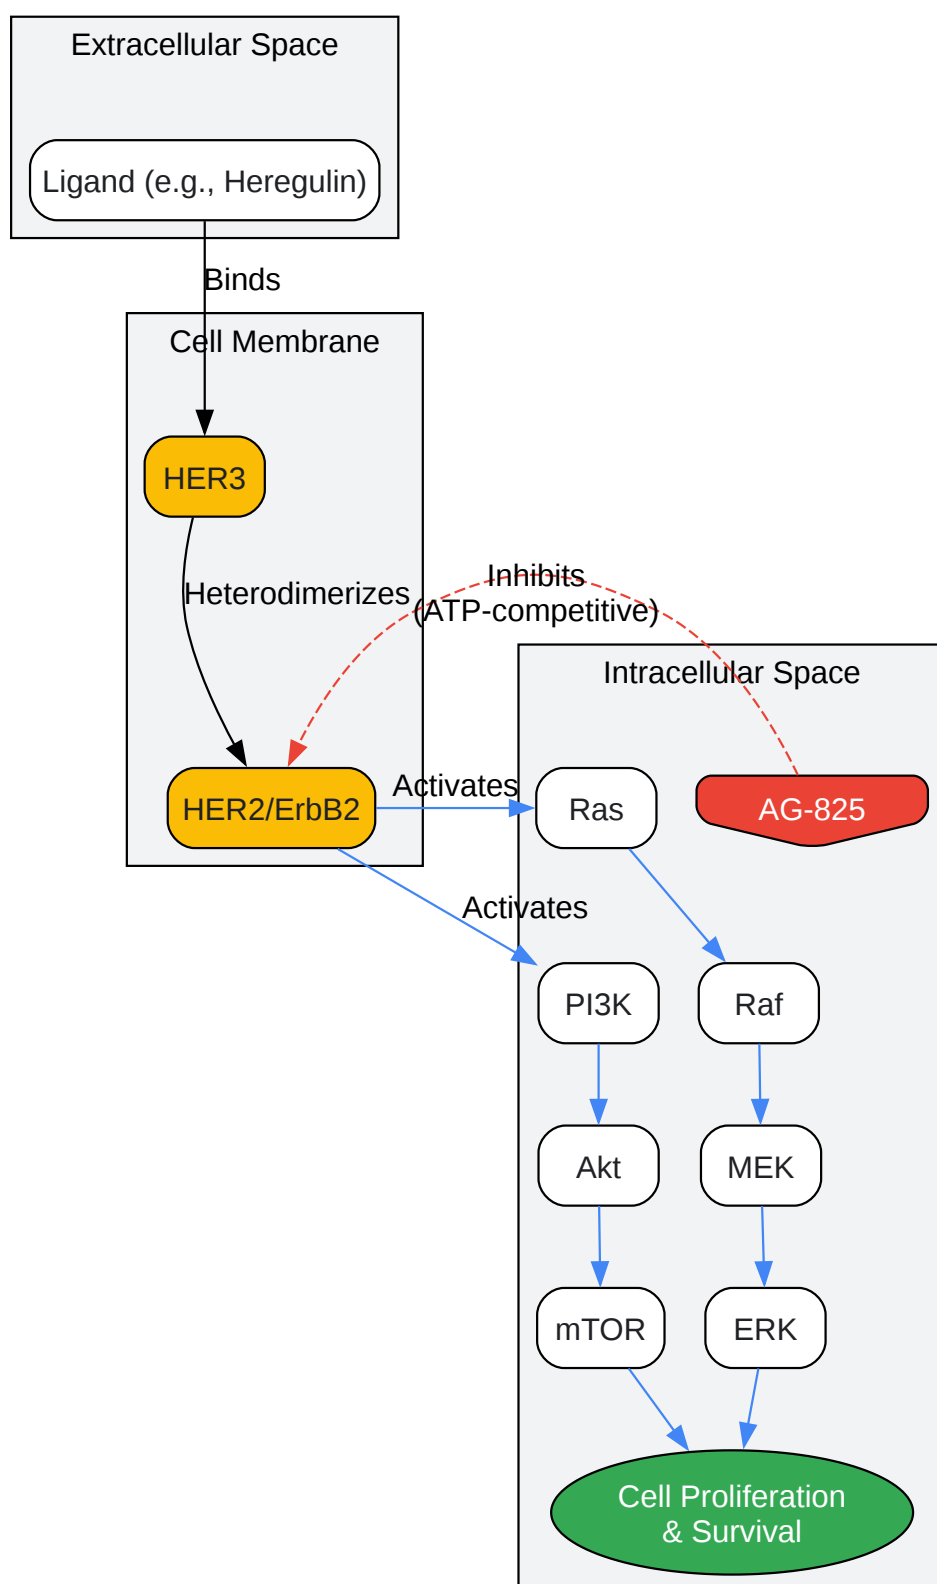 Extracellular Space
Ligand (e.g., Heregulin)
Binds
Cell Membrane
HER3
Heterodimerizes
Inhibits
(ATP-competitive)
Intracellular Space
HER2/ErbB2
Activates
Ras
AG-825
Activates
PI3K
Raf
Akt
MEK
mTOR
ERK
Cell Proliferation
& Survival